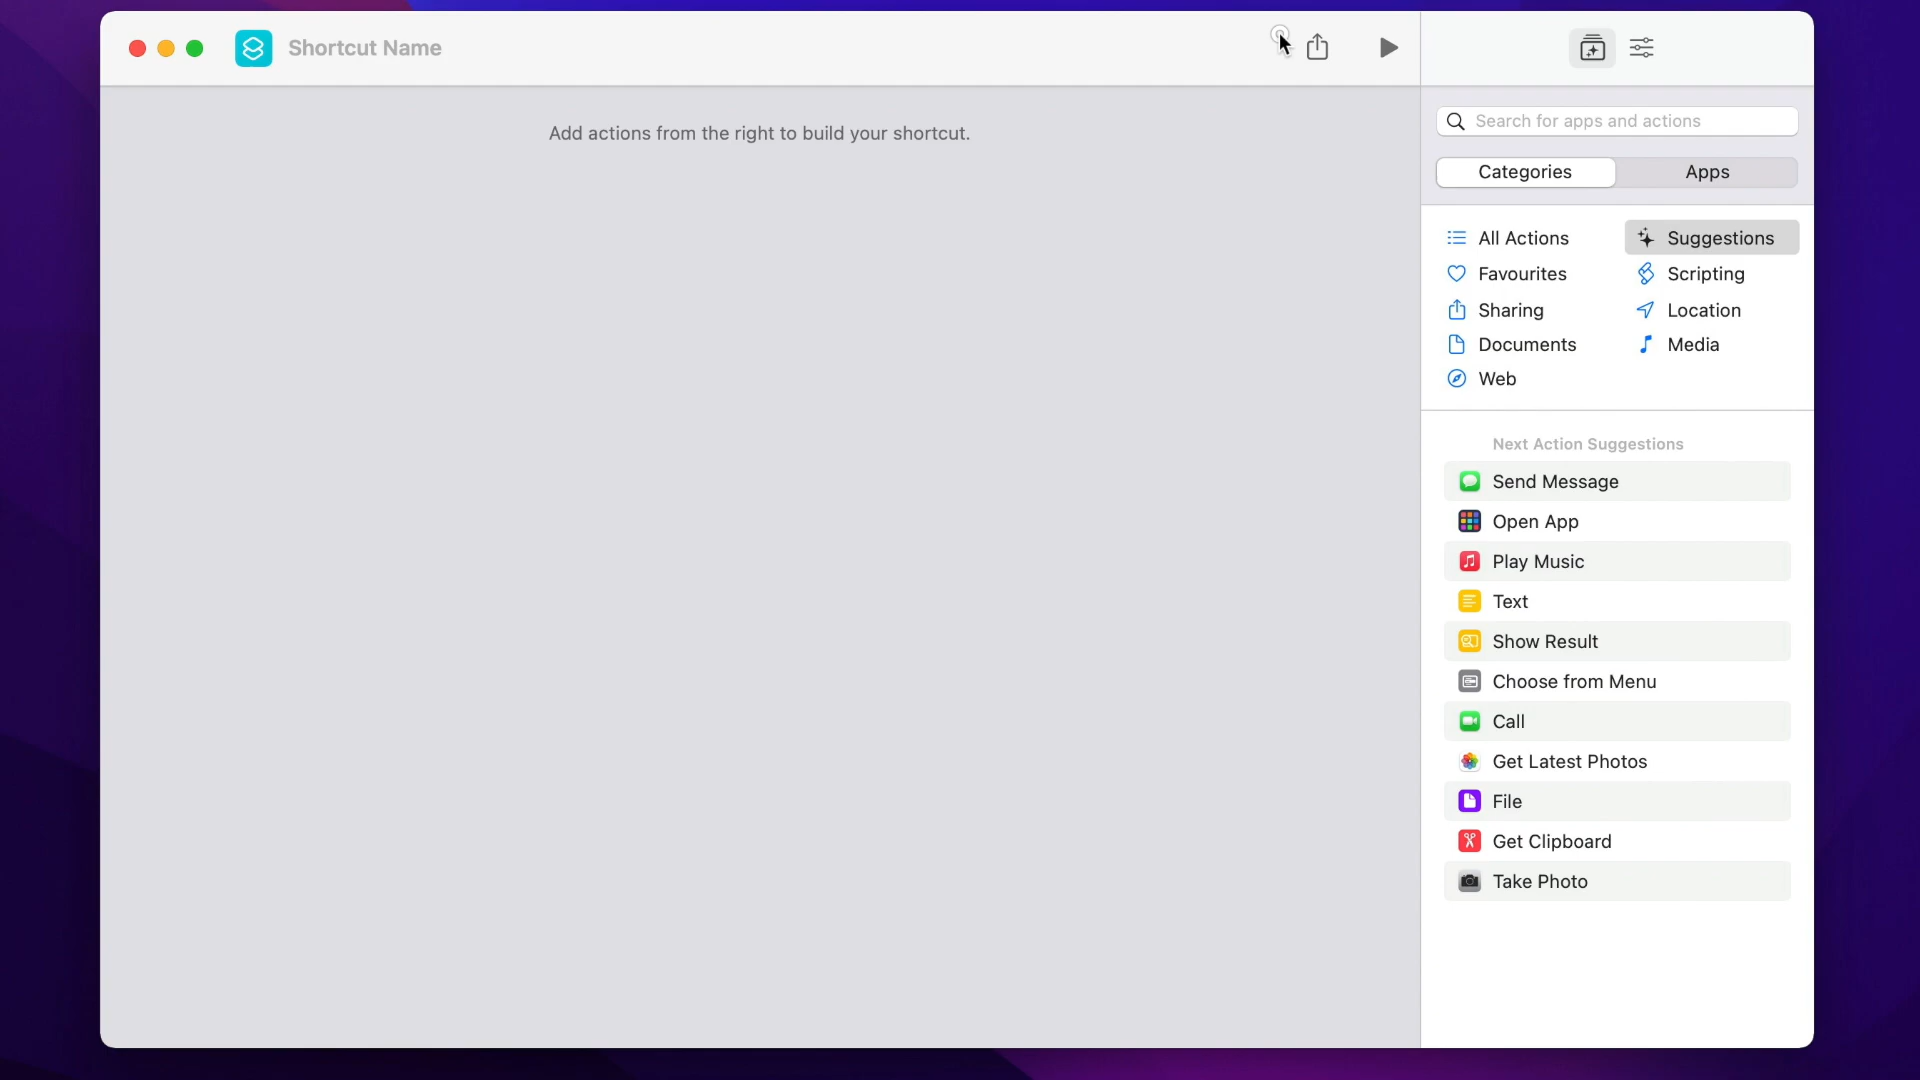 Shortcut Name
Add actions from the right to build your shortcut.
Search for apps and actions
Categories
Apps
All Actions
Suggestions
Favourites
Scripting
Sharing
Location
Documents
Media
Web
Next Action Suggestions
Send Message
Open App
Play Music
Text
Show Result
Choose from Menu
Call
Get Latest Photos
File
Get Clipboard
Take Photo